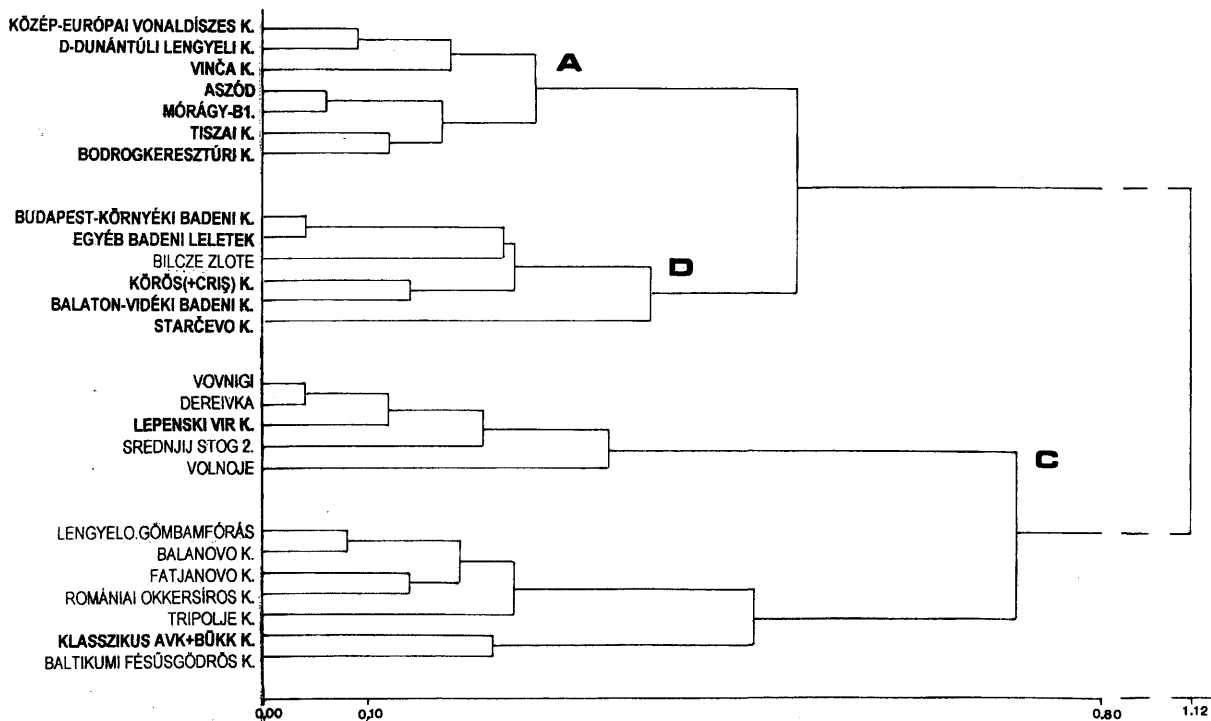 KÖZÉP-EURÓPAI VONALDÍSZES K.
D-DUNÁNTÚLI LENGYELI K.
VINČA K.
A
ASZÓD
MÓRÁGY-B1.
TISZAI K.
BODROGKERESZTÚRI K.
BUDAPEST-KÖRNYÉKI BADENI K.
EGYÉB BADENI LELETEK
BILCZE ZLOTE
D
KÖRÖS(+CRIŞ) K.
BALATON-VIDÉKI BADENI K.
STARČEVO K.
VOVNIGI
DEREIVKA
LEPENSKI VIR K.
SREDNJIJ STOG 2.
C
VOLNOJE
LENGYELO.GÖMBAMFÓRÁS
BALANOVO K.
FATJANOVO K.
ROMÁNIAI OKKERSÍROS K.
TRIPOLJE K.
KLASSZIKUS AVK+BÜKK K.
BALTIKUMI FÉSŰSGÖDRÖS K.
0,00 0,10 0.80 1.12